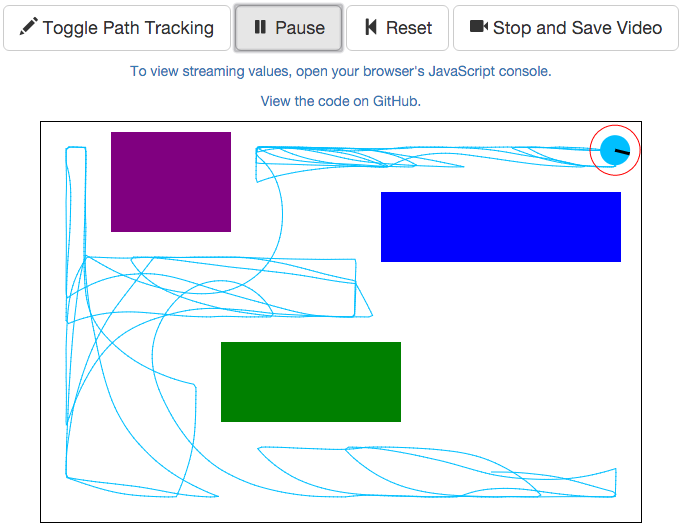 Toggle Path Tracking Pause Reset Stop and Save Video
To view streaming values, open your browser's JavaScript console.
View the code on GitHub.